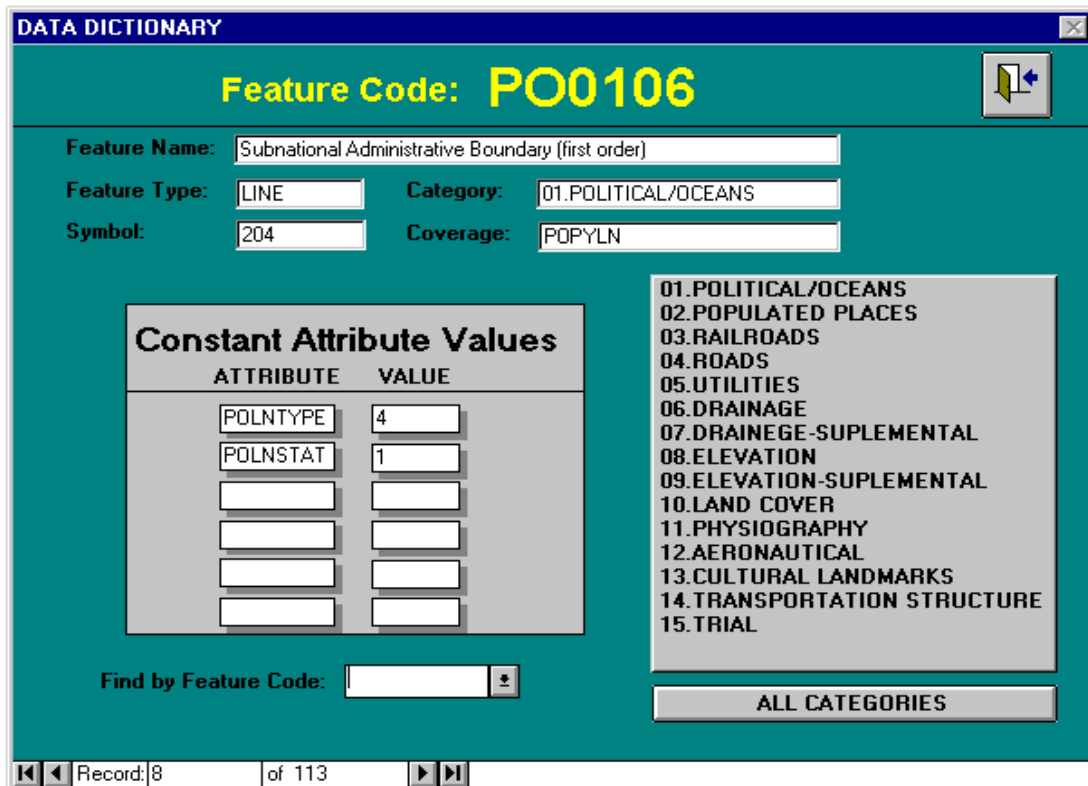 DATA DICTIONARY
Feature Code: PO0106
Feature Name: Subnational Administrative Boundary (first order)
Feature Type: LINE Category: 01.POLITICAL/OCEANS
Symbol: 204 Coverage: POPYLN
Constant Attribute Values
ATTRIBUTE VALUE
POLNTYPE 4
POLNSTAT 1
01.POLITICAL/OCEANS
02.POPULATED PLACES
03.RAILROADS
04.ROADS
05.UTILITIES
06.DRAINAGE
07.DRAINEGE-SUPLEMENTAL
08.ELEVATION
09.ELEVATION-SUPLEMENTAL
10.LAND COVER
11.PHYSIOGRAPHY
12.AERONAUTICAL
13.CULTURAL LANDMARKS
14.TRANSPORTATION STRUCTURE
15.TRIAL
Find by Feature Code:
ALL CATEGORIES
Record: 8 of 113